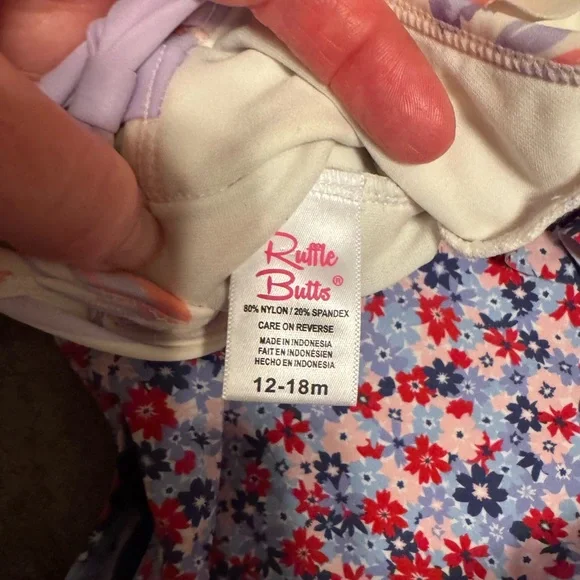 Ruffle
Butts®
80% NYLON / 20% SPANDEX
CARE ON REVERSE
MADE IN INDONESIA
FAIT EN INDONÉSIEN
HECHO EN INDONESIA
12-18m